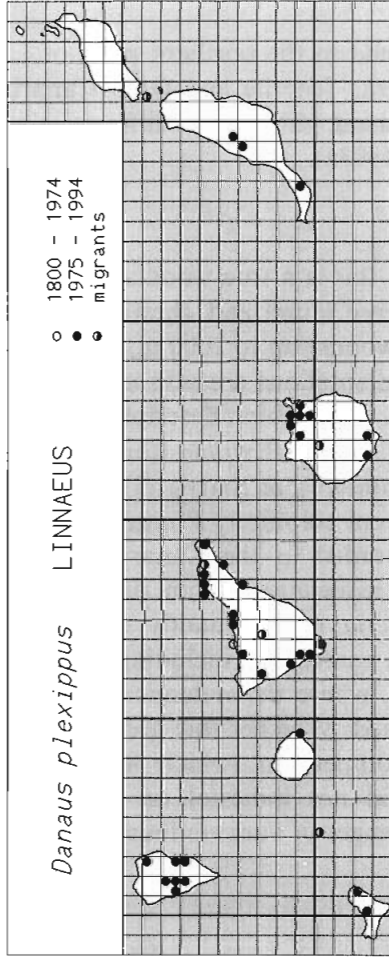 Danaus plexippus LINNAEUS
○ 1800 - 1974
● 1975 - 1994
◑ migrants